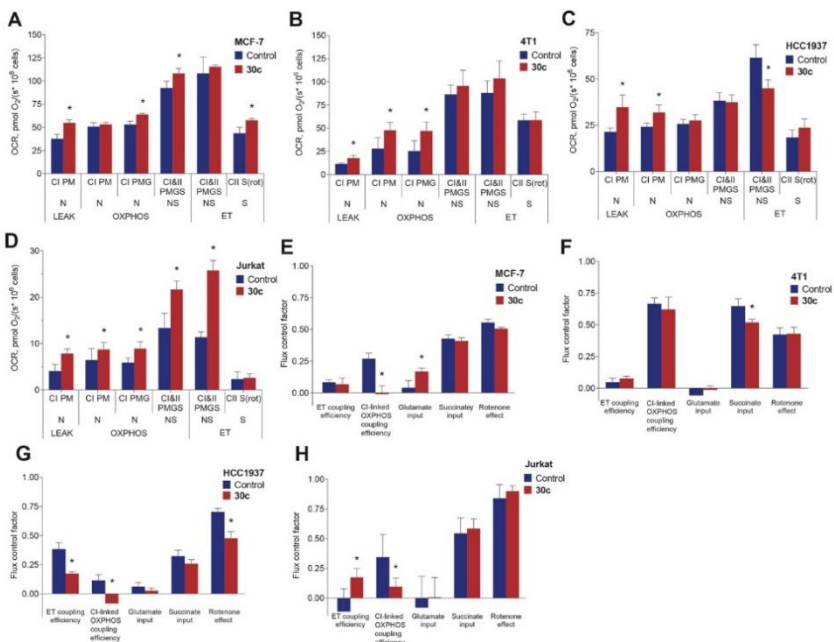 A
MCF-7
Control
30c
OCR, pmol O₂/(s* 10⁶ cells)
150
125
100
75
50
25
0
* * * *
CI PM CI PM CI PMG CI&II PMGS CI&II PMGS CII S(rot)
N N N NS NS S
LEAK OXPHOS ET
B
4T1
Control
30c
OCR, pmol O₂/(s* 10⁶ cells)
150
125
100
75
50
25
0
* * *
CI PM CI PM CI PMG CI&II PMGS CI&II PMGS CII S(rot)
N N N NS NS S
LEAK OXPHOS ET
C
HCC1937
Control
30c
OCR, pmol O₂/(s* 10⁶ cells)
75
50
25
0
* * *
CI PM CI PM CI PMG CI&II PMGS CI&II PMGS CII S(rot)
N N N NS NS S
LEAK OXPHOS ET
D
Jurkat
Control
30c
OCR, pmol O₂/(s* 10⁶ cells)
30
20
10
0
* * * * *
CI PM CI PM CI PMG CI&II PMGS CI&II PMGS CII S(rot)
N N N NS NS S
LEAK OXPHOS ET
E
MCF-7
Control
30c
Flux control factor
1.00
0.75
0.50
0.25
0.00
* *
ET coupling efficiency
CI-linked OXPHOS coupling efficiency
Glutamate input
Succinatey input
Rotenone effect
F
4T1
Control
30c
Flux control factor
1.00
0.75
0.50
0.25
0.00
*
ET coupling efficiency
CI-linked OXPHOS coupling efficiency
Glutamate input
Succinate input
Rotenone effect
G
HCC1937
Control
30c
Flux control factor
1.00
0.75
0.50
0.25
0.00
* * *
ET coupling efficiency
CI-linked OXPHOS coupling efficiency
Glutamate input
Succinate input
Rotenone effect
H
Jurkat
Control
30c
Flux control factor
1.00
0.75
0.50
0.25
0.00
* *
ET coupling efficiency
CI-linked OXPHOS coupling efficiency
Glutamate input
Succinate input
Rotenone effect